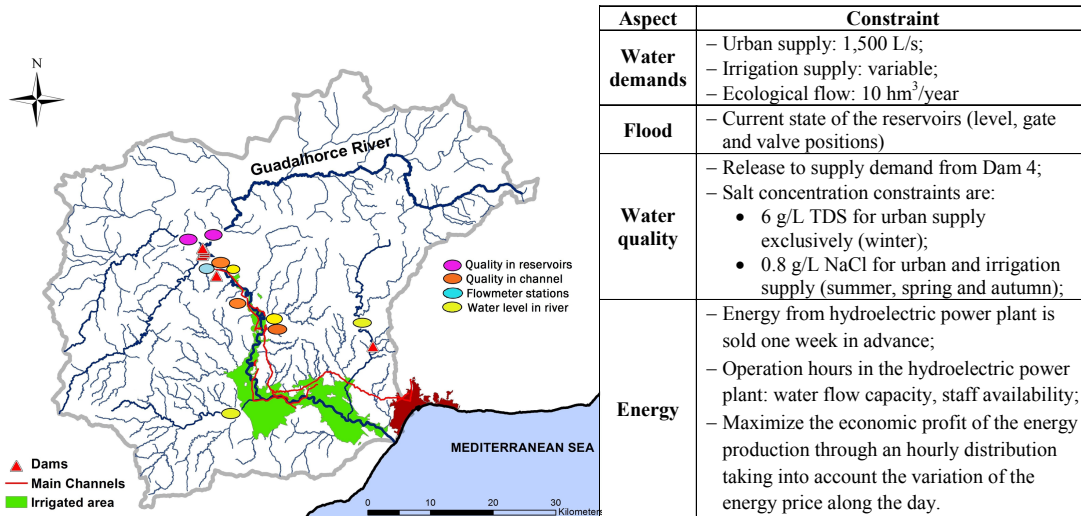 N
Guadalhorce River
Quality in reservoirs
Quality in channel
Flowmeter stations
Water level in river
MEDITERRANEAN SEA
Dams
Main Channels
Irrigated area
0 10 20 30
Kilometers
Aspect Constraint
Water demands
– Urban supply: 1,500 L/s;
– Irrigation supply: variable;
– Ecological flow: 10 hm³/year
Flood
– Current state of the reservoirs (level, gate
and valve positions)
Water quality
– Release to supply demand from Dam 4;
– Salt concentration constraints are:
• 6 g/L TDS for urban supply
exclusively (winter);
• 0.8 g/L NaCl for urban and irrigation
supply (summer, spring and autumn);
Energy
– Energy from hydroelectric power plant is
sold one week in advance;
– Operation hours in the hydroelectric power
plant: water flow capacity, staff availability;
– Maximize the economic profit of the energy
production through an hourly distribution
taking into account the variation of the
energy price along the day.